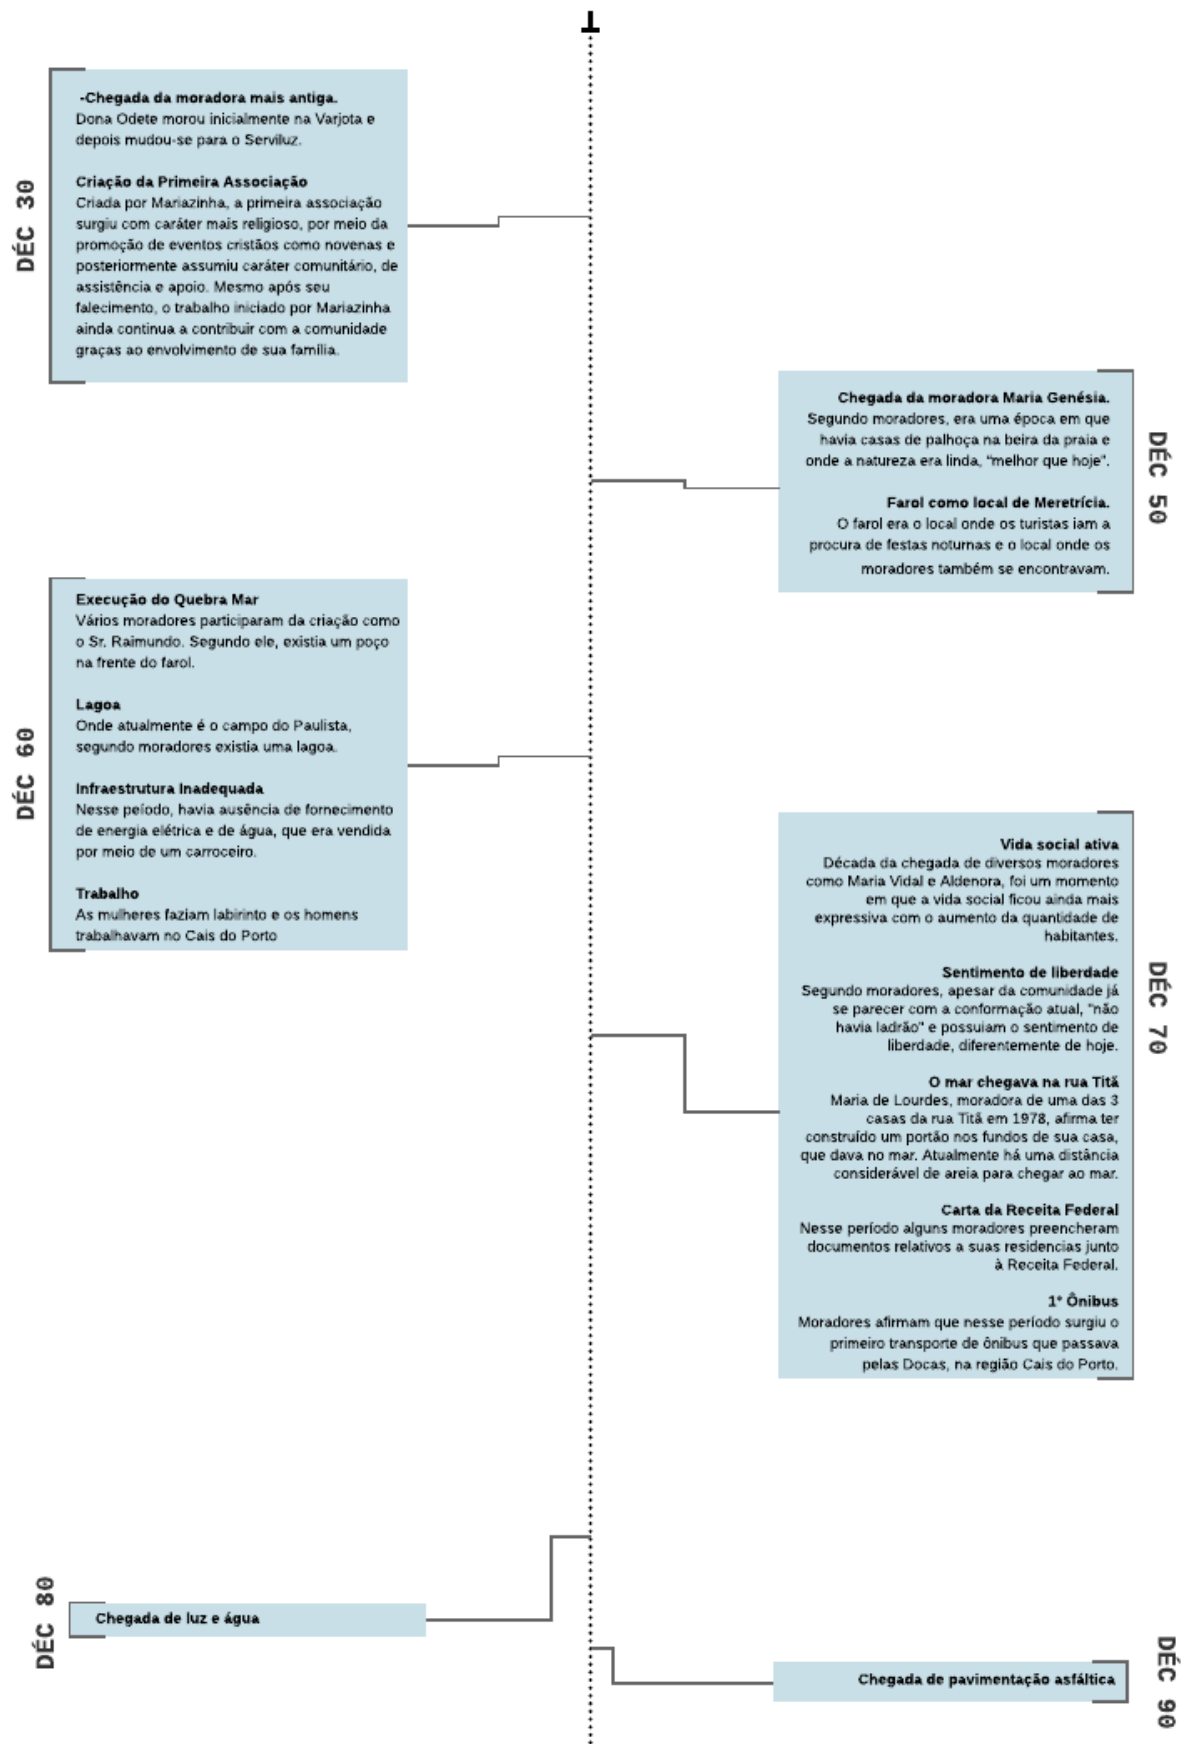 DÉC 30
-Chegada da moradora mais antiga.
Dona Odete morou inicialmente na Varjota e
depois mudou-se para o Serviluz.
Criação da Primeira Associação
Criada por Mariazinha, a primeira associação
surgiu com caráter mais religioso, por meio da
promoção de eventos cristãos como novenas e
posteriormente assumiu caráter comunitário, de
assistência e apoio. Mesmo após seu
falecimento, o trabalho iniciado por Mariazinha
ainda continua a contribuir com a comunidade
graças ao envolvimento de sua família.
DÉC 50
Chegada da moradora Maria Genésia.
Segundo moradores, era uma época em que
havia casas de palhoça na beira da praia e
onde a natureza era linda, "melhor que hoje".
Farol como local de Meretrícia.
O farol era o local onde os turistas iam a
procura de festas noturnas e o local onde os
moradores também se encontravam.
DÉC 60
Execução do Quebra Mar
Vários moradores participaram da criação como
o Sr. Raimundo. Segundo ele, existia um poço
na frente do farol.
Lagoa
Onde atualmente é o campo do Paulista,
segundo moradores existia uma lagoa.
Infraestrutura Inadequada
Nesse peíodo, havia ausência de fornecimento
de energia elétrica e de água, que era vendida
por meio de um carroceiro.
Trabalho
As mulheres faziam labirinto e os homens
trabalhavam no Cais do Porto
DÉC 70
Vida social ativa
Década da chegada de diversos moradores
como Maria Vidal e Aldenora, foi um momento
em que a vida social ficou ainda mais
expressiva com o aumento da quantidade de
habitantes.
Sentimento de liberdade
Segundo moradores, apesar da comunidade já
se parecer com a conformação atual, "não
havia ladrão" e possuiam o sentimento de
liberdade, diferentemente de hoje.
O mar chegava na rua Titã
Maria de Lourdes, moradora de uma das 3
casas da rua Titã em 1978, afirma ter
construído um portão nos fundos de sua casa,
que dava no mar. Atualmente há uma distância
considerável de areia para chegar ao mar.
Carta da Receita Federal
Nesse período alguns moradores preencheram
documentos relativos a suas residencias junto
à Receita Federal.
1° Ônibus
Moradores afirmam que nesse período surgiu o
primeiro transporte de ônibus que passava
pelas Docas, na região Cais do Porto.
DÉC 80
Chegada de luz e água
DÉC 90
Chegada de pavimentação asfáltica